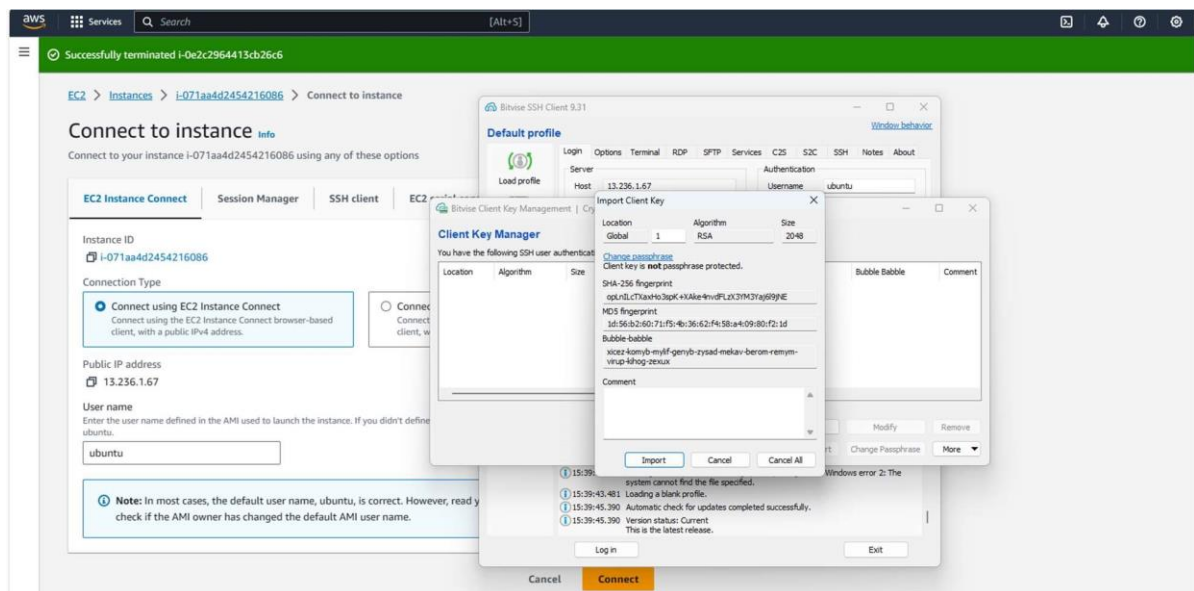 aws
Services
Search
[Alt+S]
Successfully terminated i-0e2c2964413cb26c6
EC2 > Instances > i-071aa4d2454216086 > Connect to instance
Connect to instance Info
Connect to your instance i-071aa4d2454216086 using any of these options
EC2 Instance Connect
Session Manager
SSH client
EC2
Instance ID
i-071aa4d2454216086
Connection Type
Connect using EC2 Instance Connect
Connect using the EC2 Instance Connect browser-based
client, with a public IPv4 address.
Public IP address
13.236.1.67
User name
Enter the user name defined in the AMI used to launch the instance. If you didn't define
ubuntu.
ubuntu
Note: In most cases, the default user name, ubuntu, is correct. However, read y
check if the AMI owner has changed the default AMI user name.
Cancel
Connect
Bitvise SSH Client 9.31
Default profile
Window behavior
Load profile
Login Options Terminal RDP SFTP Services C2S S2C SSH Notes About
Server
Host 13.236.1.67
Authentication
Username ubuntu
Bitvise Client Key Management | Cry
Client Key Manager
You have the following SSH user authenticat
Location Algorithm Size
Bubble Babble Comment
Modify
Remove
Change Passphrase
More
Import Client Key
Location Algorithm Size
Global 1 RSA 2048
Change passphrase
Client key is not passphrase protected.
SHA-256 fingerprint
MD5 fingerprint
1d:56:b2:60:71:f5:4b:36:62:f4:58:a4:09:80:f2:1d
Bubble-babble
xicez-komyb-mylif-genyb-zysad-mekav-berom-remym-
virup-kihog-zexux
Comment
Import
Cancel
Cancel All
15:39:
Windows error 2: The
system cannot find the file specified.
15:39:43.481 Loading a blank profile.
15:39:45.390 Automatic check for updates completed successfully.
15:39:45.390 Version status: Current
This is the latest release.
Log in
Exit